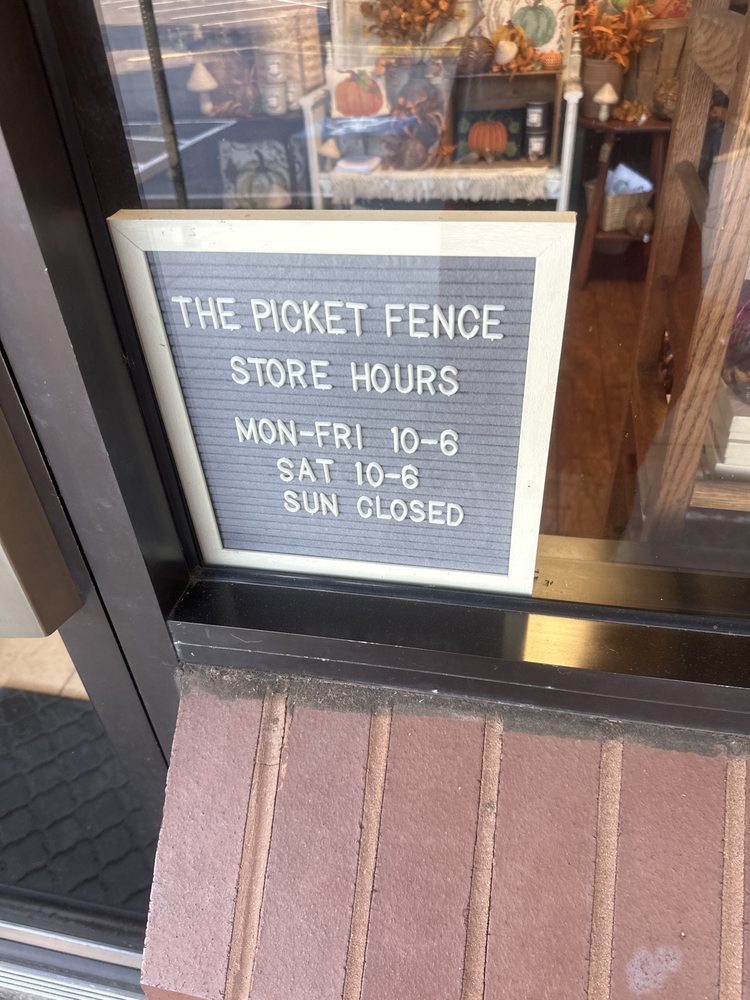 THE PICKET FENCE
STORE HOURS
MON-FRI 10-6
SAT 10-6
SUN CLOSED